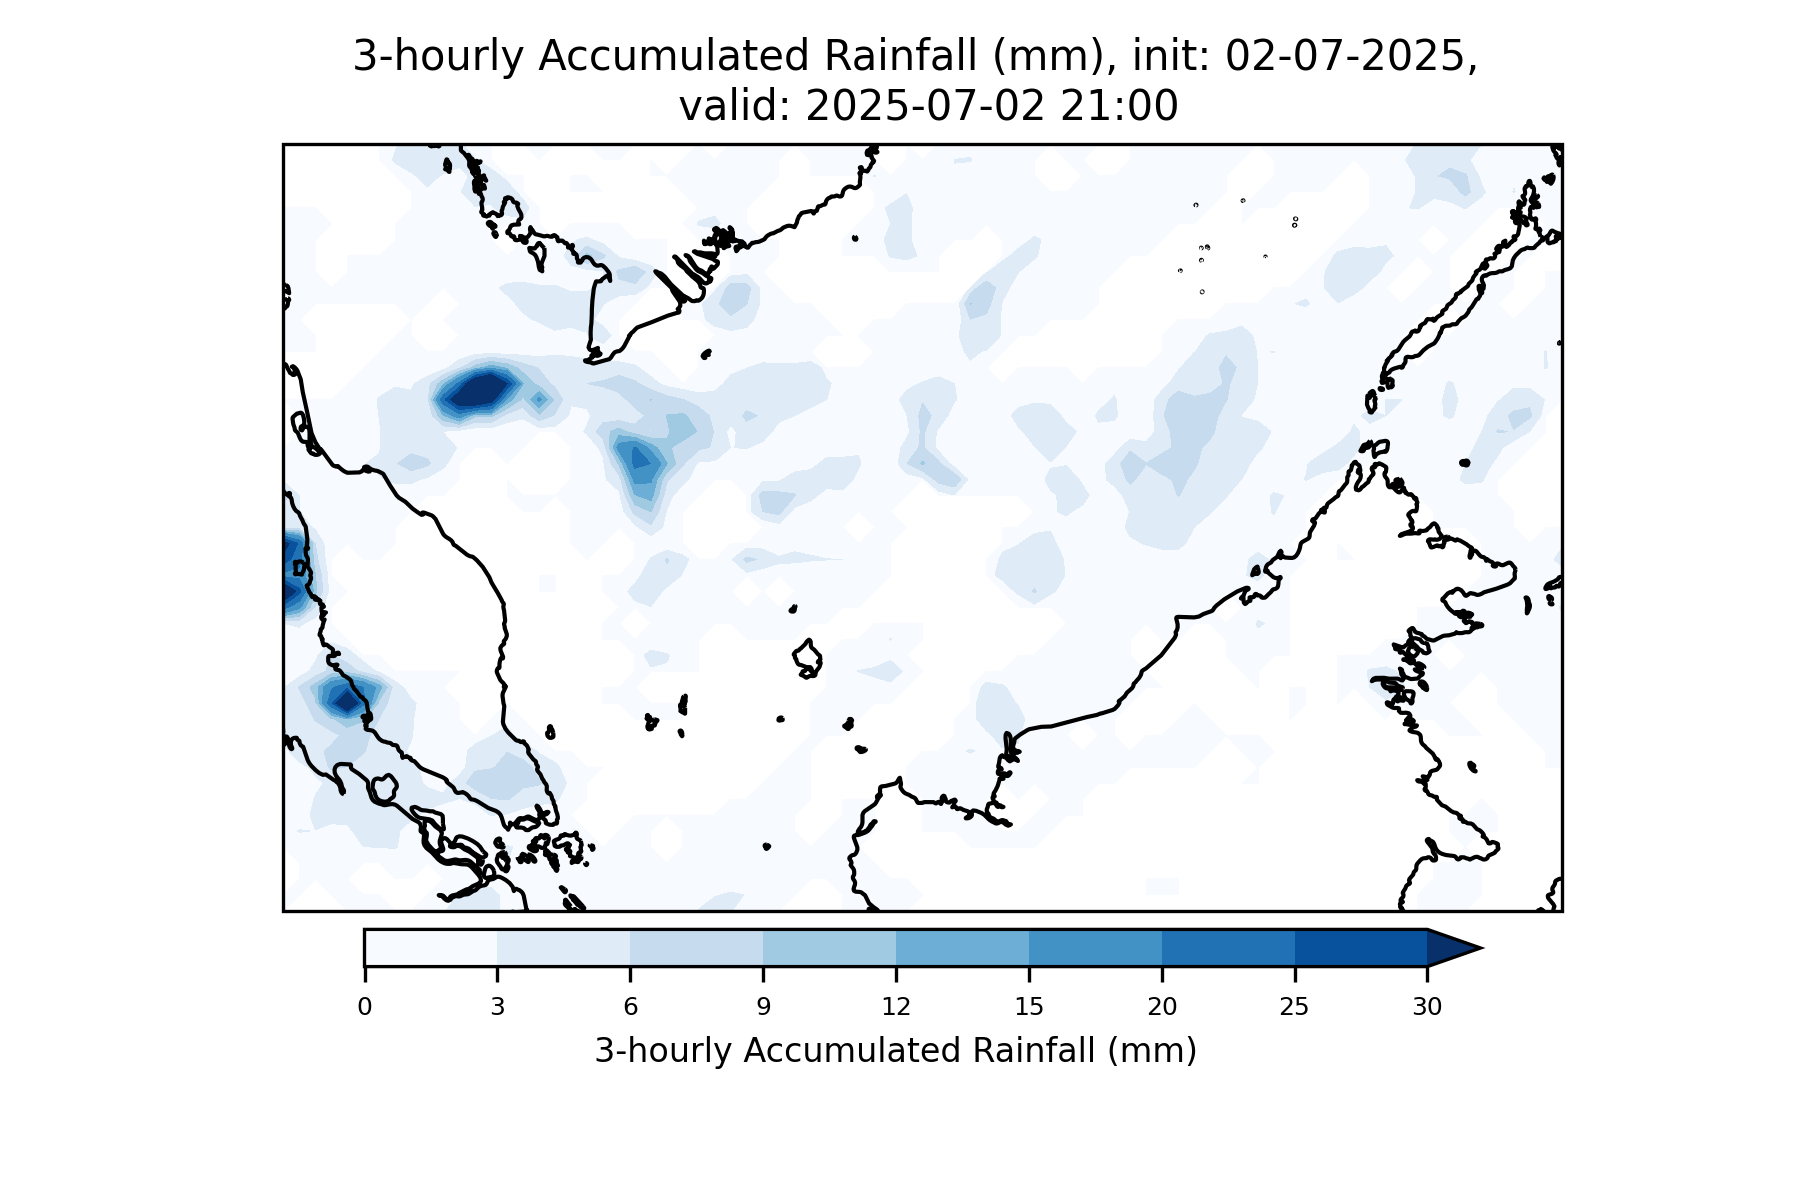 3-hourly Accumulated Rainfall (mm), init: 02-07-2025,
valid: 2025-07-02 21:00
0 3 6 9 12 15 20 25 30
3-hourly Accumulated Rainfall (mm)